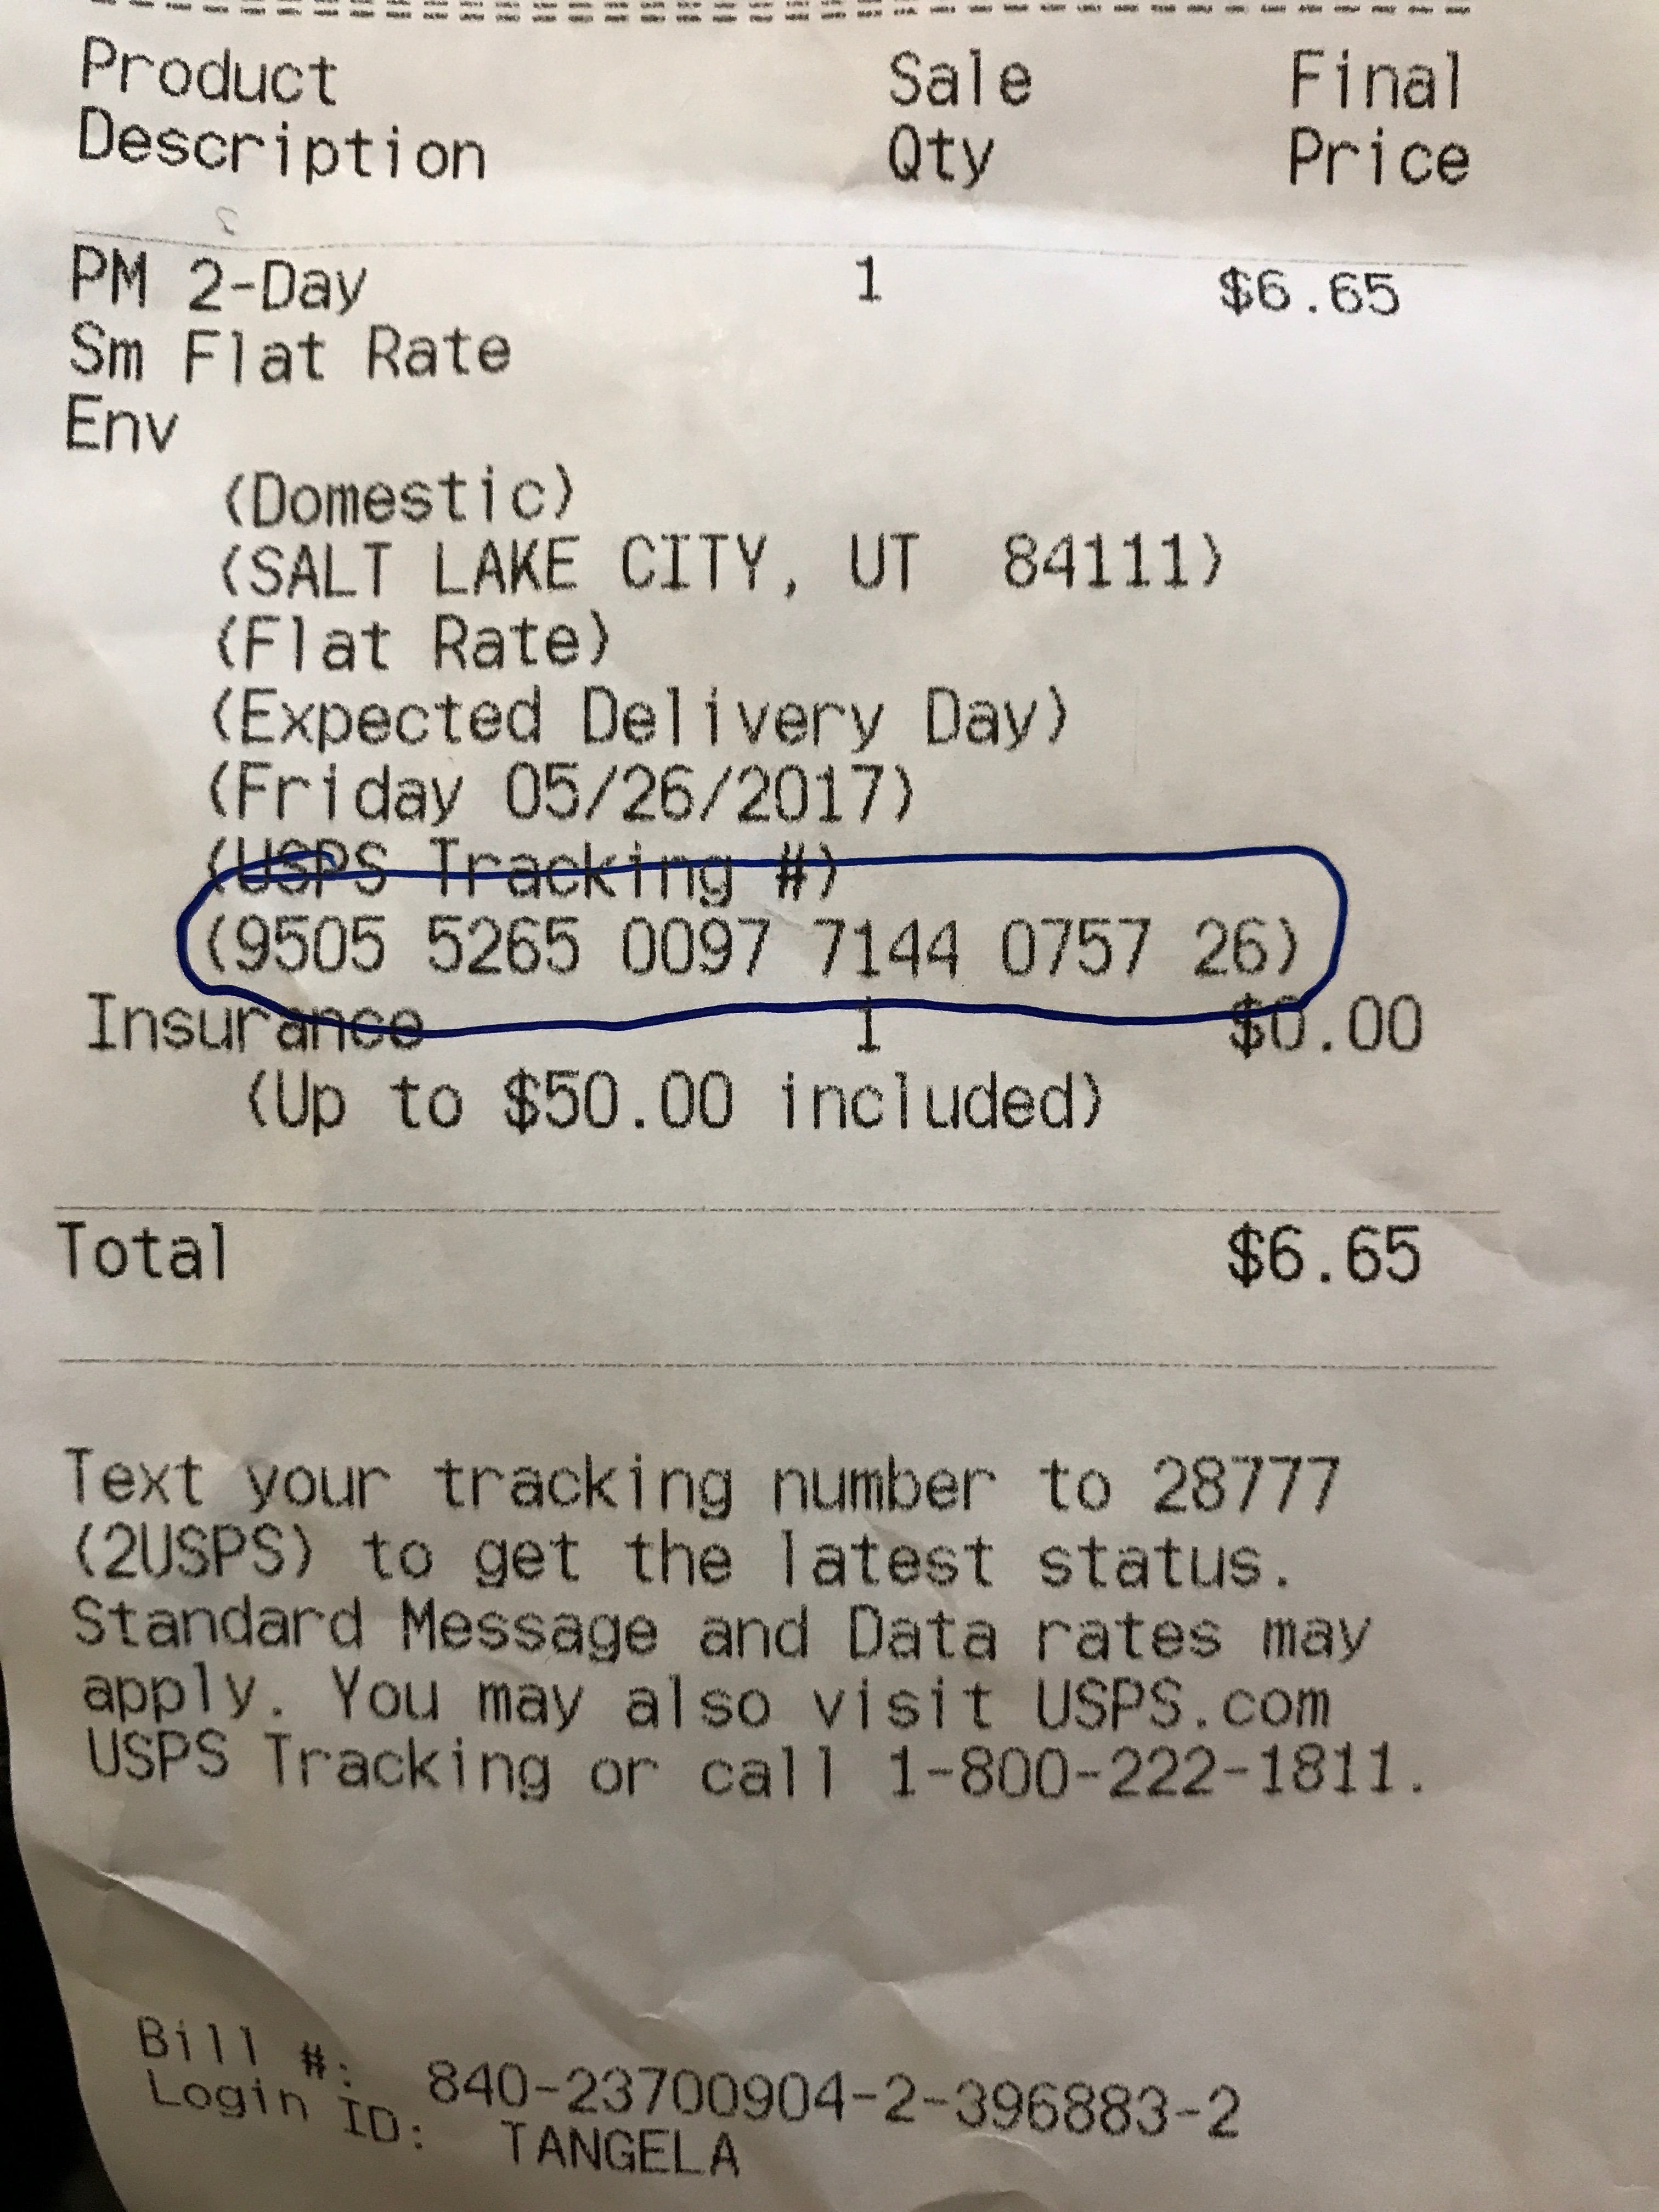 Product Sale Final
Description Qty Price
PM 2-Day 1 $6.65
Sm Flat Rate
Env
(Domestic)
(SALT LAKE CITY, UT 84111)
(Flat Rate)
(Expected Delivery Day)
(Friday 05/26/2017)
(USPS Tracking #)
(9505 5265 0097 7144 0757 26)
Insurance 1 $0.00
(Up to $50.00 included)
Total $6.65
Text your tracking number to 28777
(2USPS) to get the latest status.
Standard Message and Data rates may
apply. You may also visit USPS.com
USPS Tracking or call 1-800-222-1811.
Bill #: 840-23700904-2-396883-2
Login ID: TANGELA